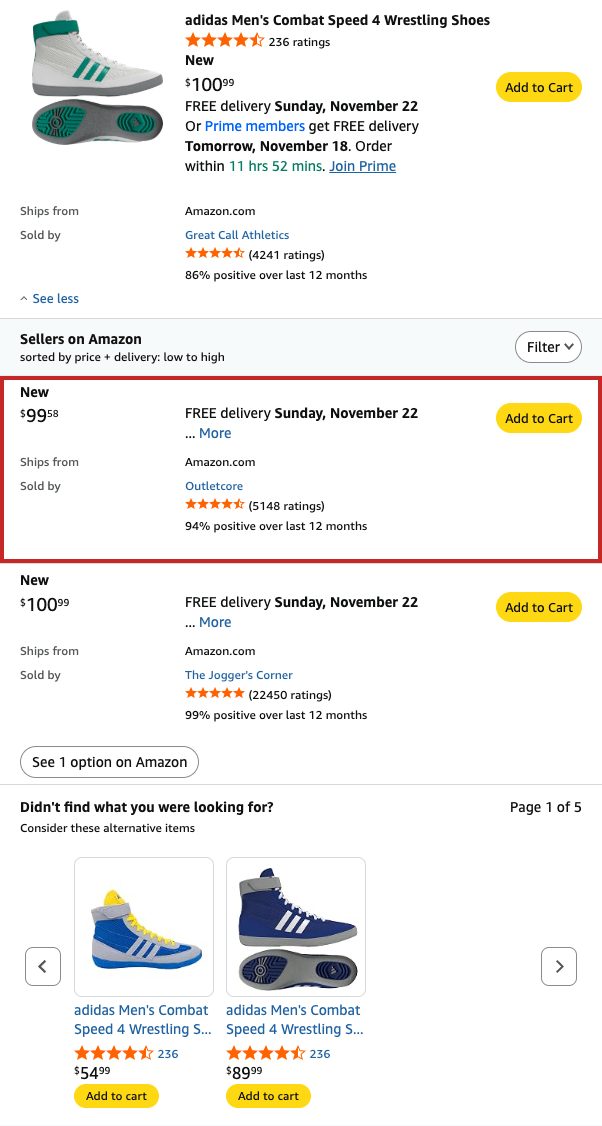 adidas Men's Combat Speed 4 Wrestling Shoes
236 ratings
New
$100.99
Add to Cart
FREE delivery Sunday, November 22
Or Prime members get FREE delivery
Tomorrow, November 18. Order
within 11 hrs 52 mins. Join Prime
Ships from Amazon.com
Sold by Great Call Athletics
(4241 ratings)
86% positive over last 12 months
See less
Sellers on Amazon
sorted by price + delivery: low to high
Filter
New
$99.58 FREE delivery Sunday, November 22 Add to Cart
... More
Ships from Amazon.com
Sold by Outletcore
(5148 ratings)
94% positive over last 12 months
New
$100.99 FREE delivery Sunday, November 22 Add to Cart
... More
Ships from Amazon.com
Sold by The Jogger's Corner
(22450 ratings)
99% positive over last 12 months
See 1 option on Amazon
Didn't find what you were looking for? Page 1 of 5
Consider these alternative items
adidas Men's Combat
Speed 4 Wrestling S...
236
$54.99
Add to cart
adidas Men's Combat
Speed 4 Wrestling S...
236
$89.99
Add to cart